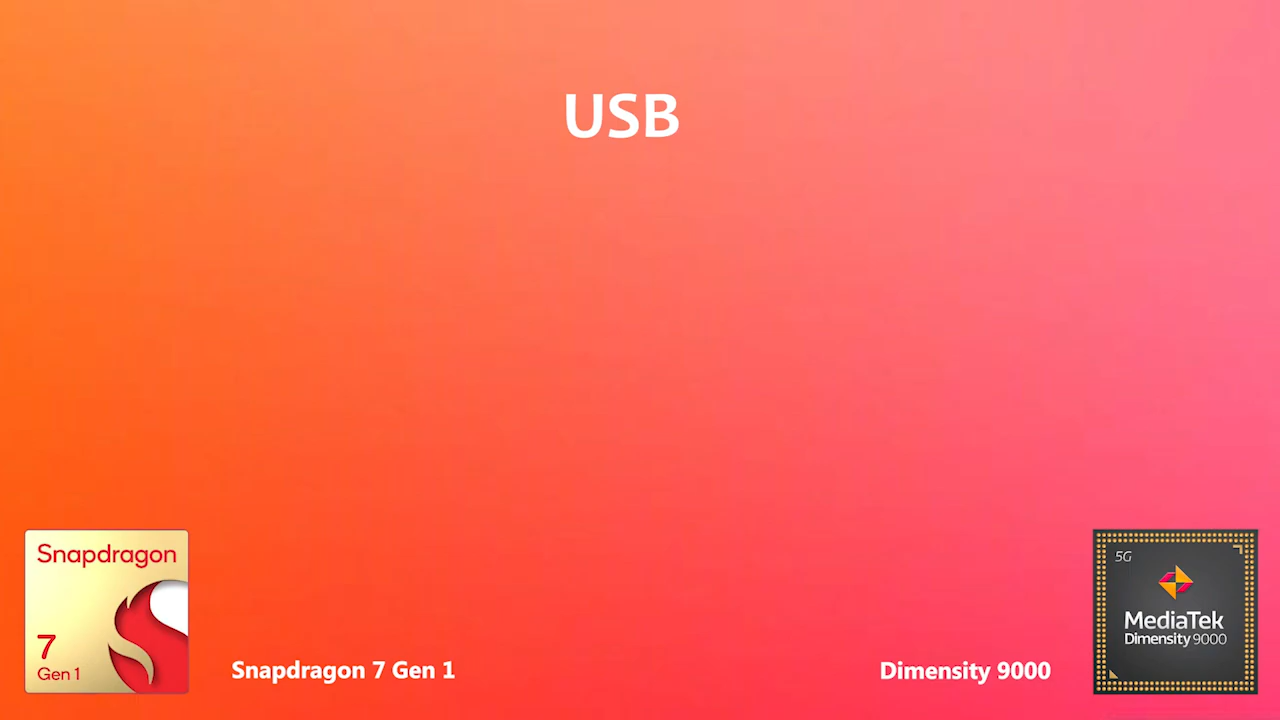 USB
Snapdragon
7
Gen 1
Snapdragon 7 Gen 1
Dimensity 9000
5G
MediaTek
Dimensity 9000